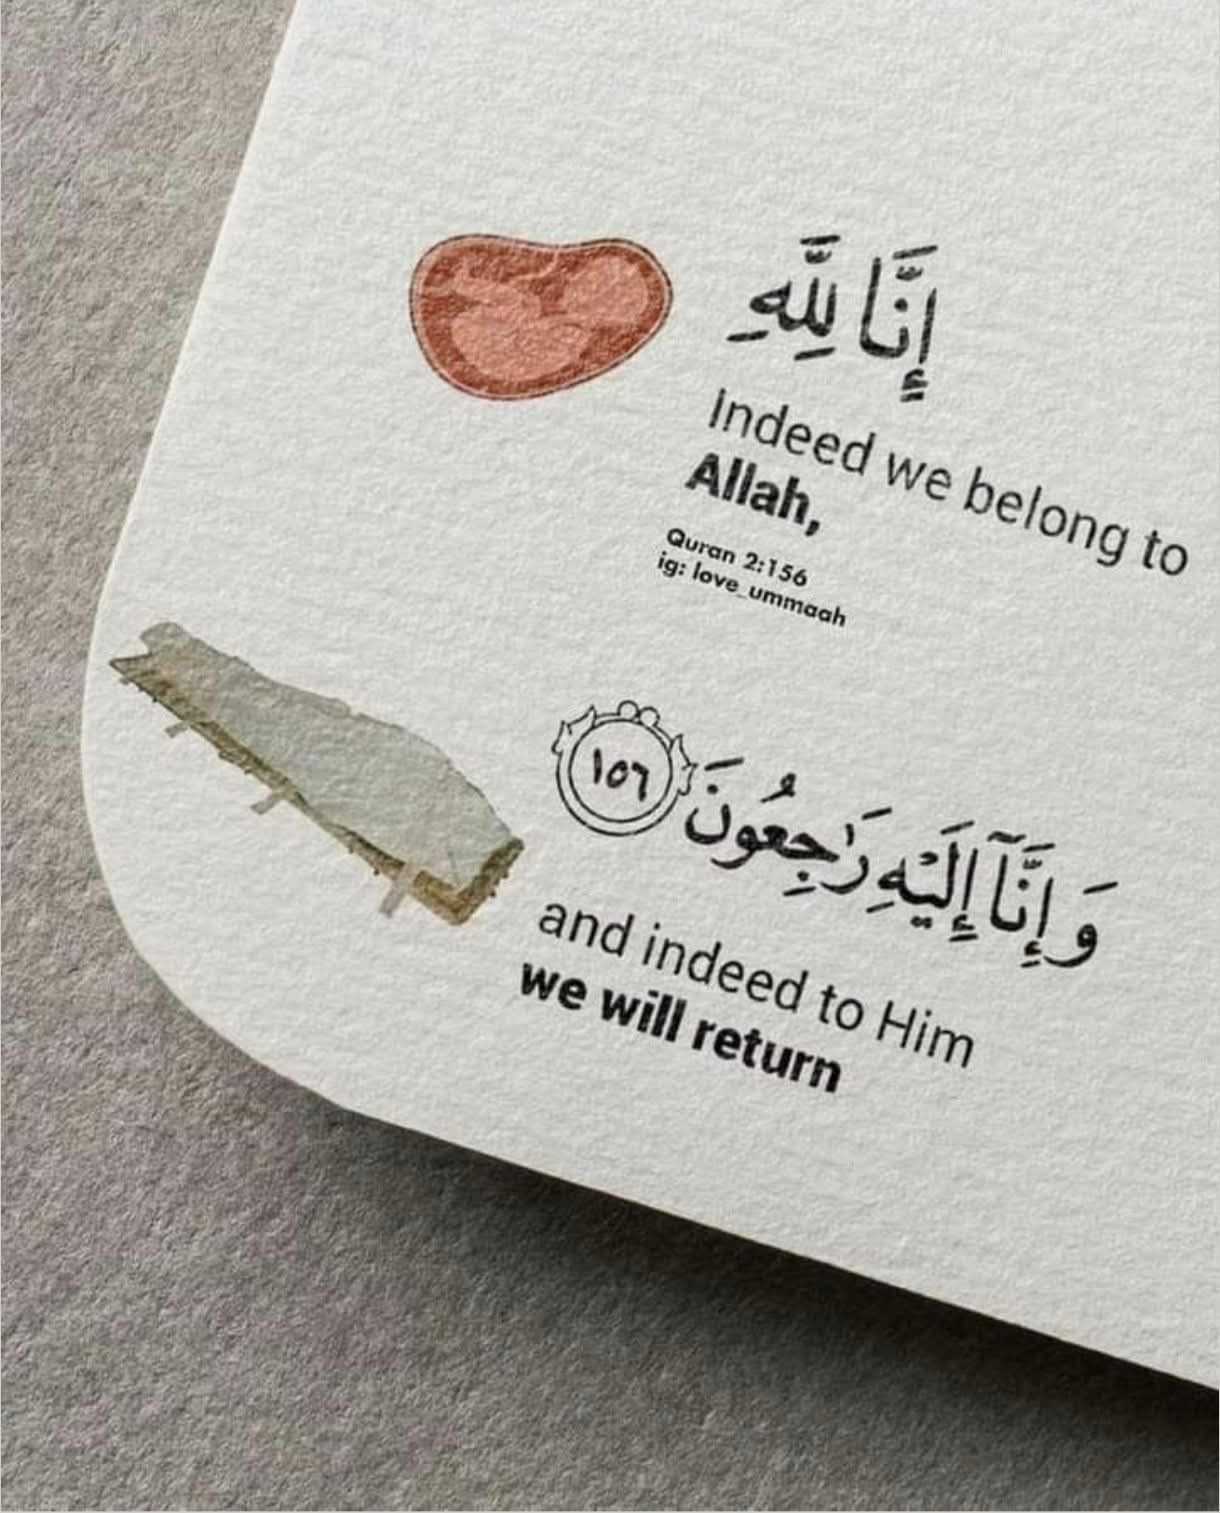 إِنَّا لِلَّهِ
Indeed we belong to
Allah,
Quran 2:156
ig: love_ummaah
وَإِنَّآ إِلَيْهِ رَٰجِعُونَ ١٥٦
and indeed to Him
we will return